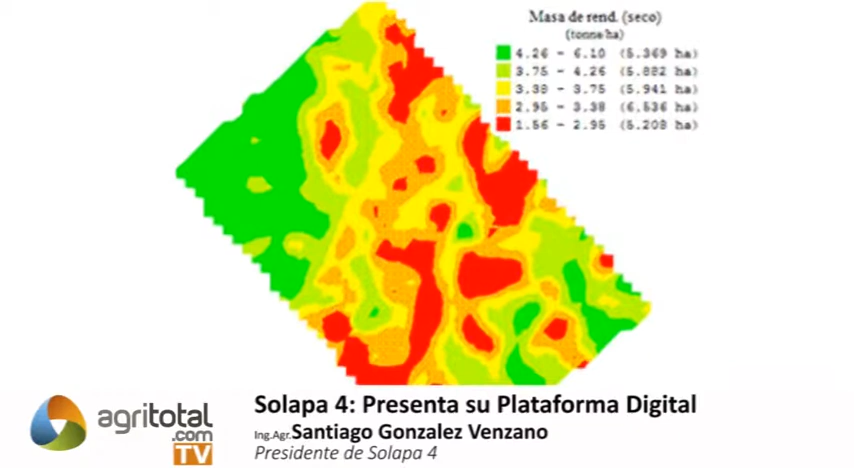 Masa de rend. (seco)
(tonne/ha)
4.26 - 6.10 (5.369 ha)
3.75 - 4.26 (5.882 ha)
3.38 - 3.75 (5.941 ha)
2.95 - 3.38 (6.536 ha)
1.56 - 2.95 (5.208 ha)
agritotal
.com
TV
Solapa 4: Presenta su Plataforma Digital
Ing.Agr.Santiago Gonzalez Venzano
Presidente de Solapa 4